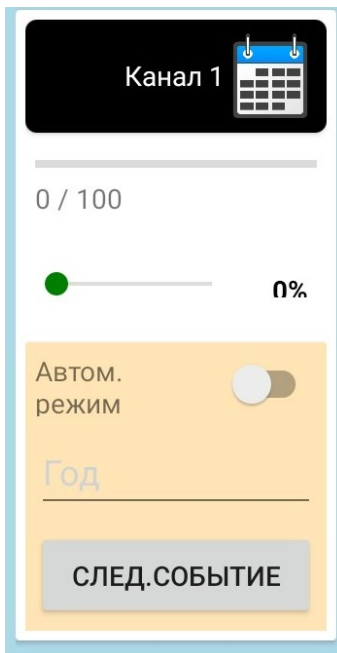 Канал 1
0 / 100
0%
Автом.
режим
Год
СЛЕД.СОБЫТИЕ